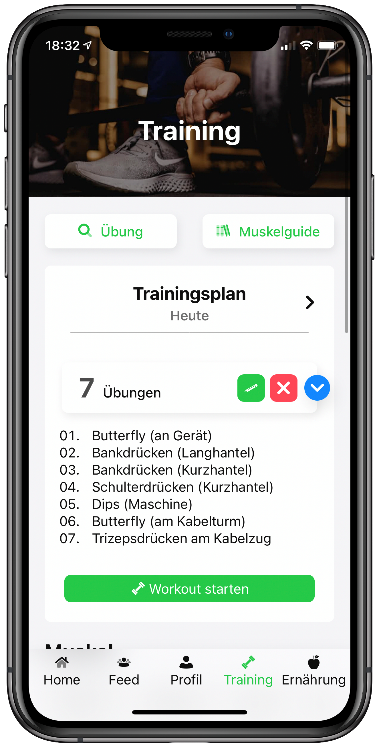 18:32
Training
Übung
Muskelguide
Trainingsplan
Heute
7 Übungen
01. Butterfly (an Gerät)
02. Bankdrücken (Langhantel)
03. Bankdrücken (Kurzhantel)
04. Schulterdrücken (Kurzhantel)
05. Dips (Maschine)
06. Butterfly (am Kabelturm)
07. Trizepsdrücken am Kabelzug
Workout starten
Muskel
Home Feed Profil Training Ernährung